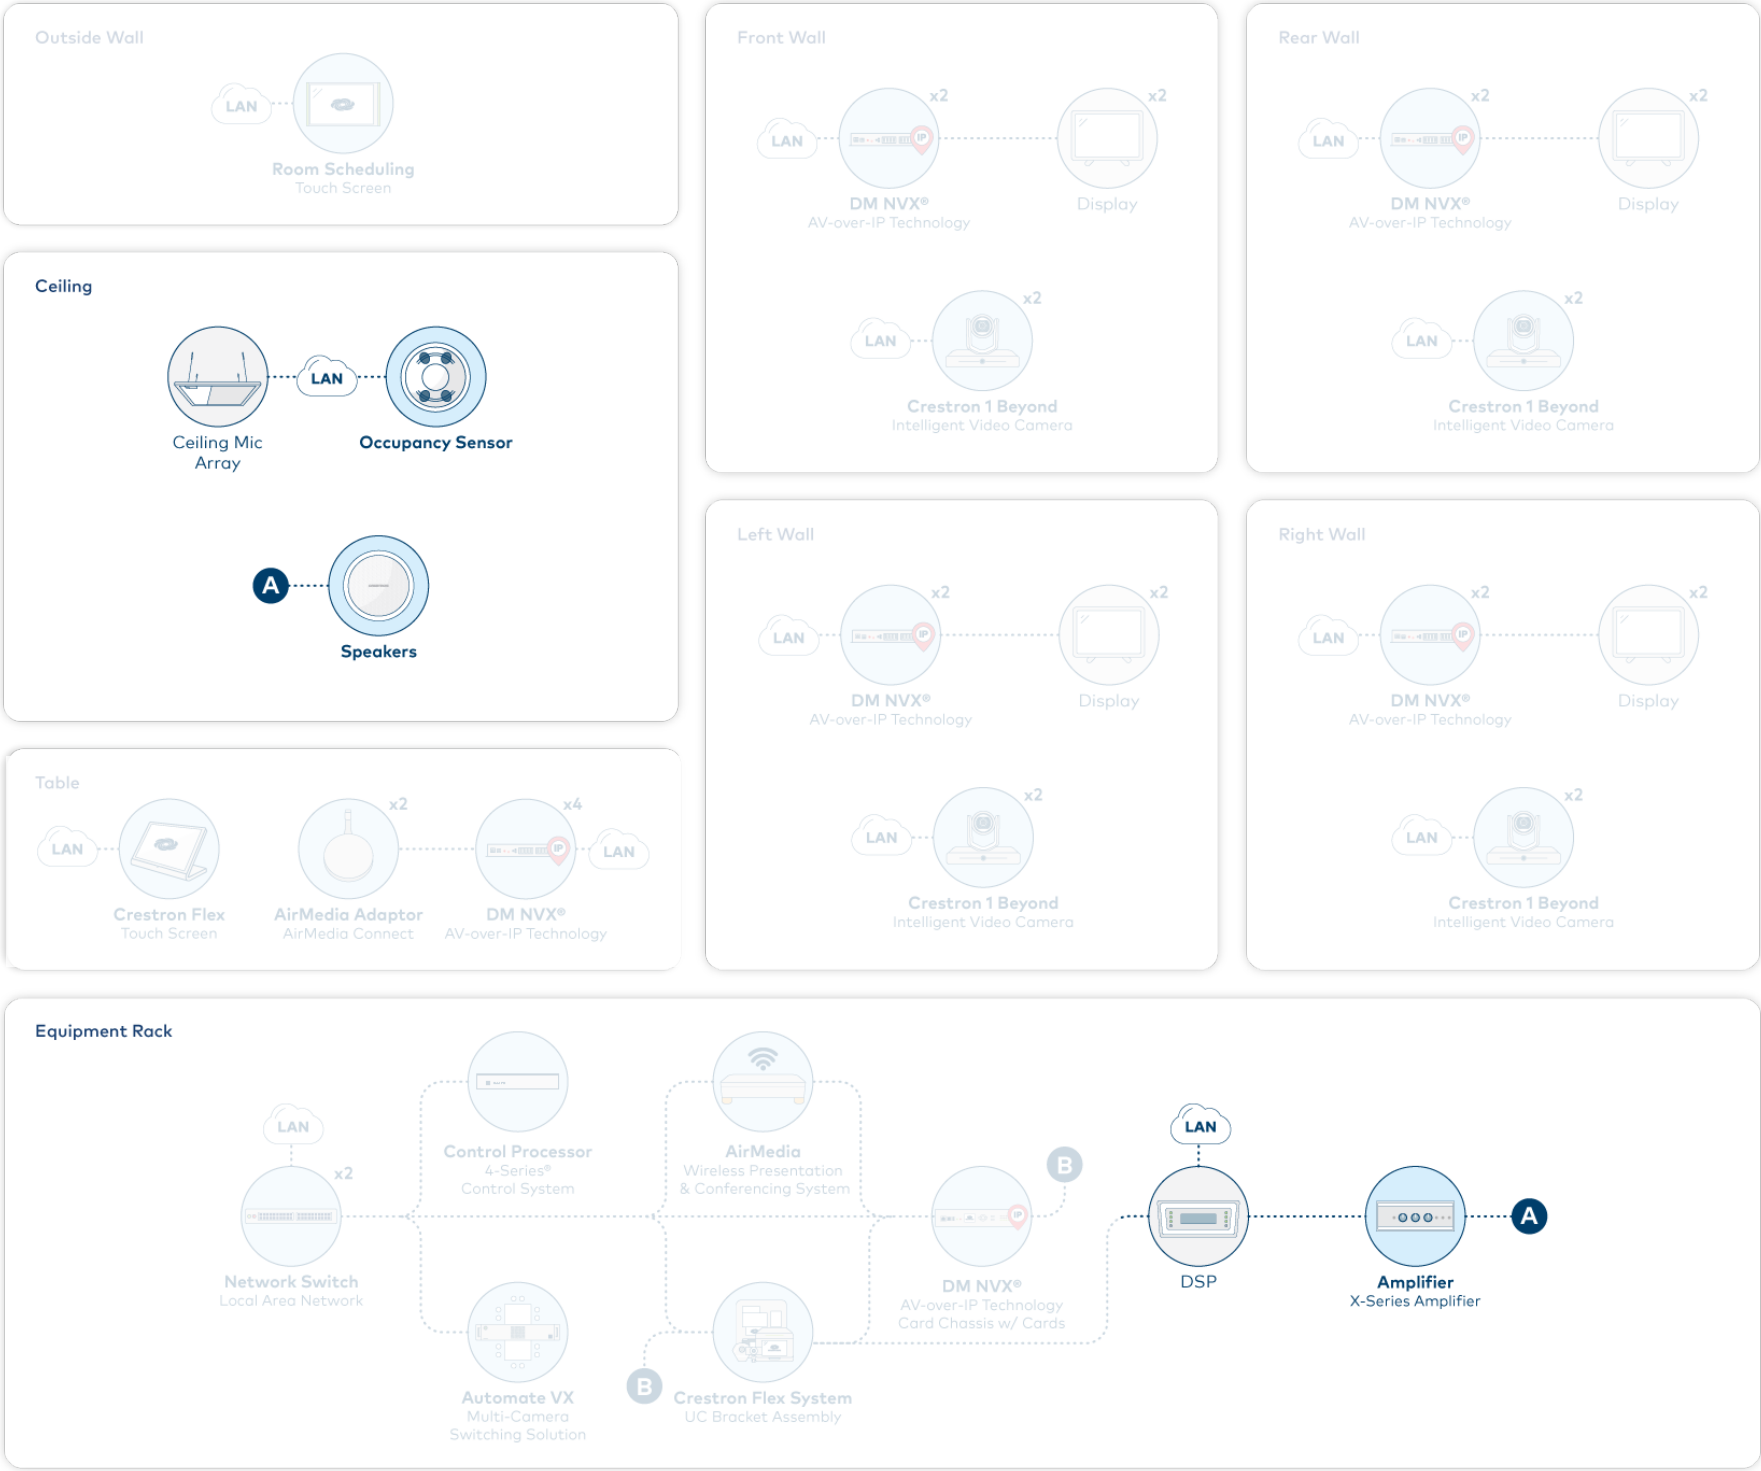 Outside Wall
LAN
Room Scheduling
Touch Screen
Front Wall
x2
x2
LAN
IP
DM NVX®
AV-over-IP Technology
Display
x2
LAN
Crestron 1 Beyond
Intelligent Video Camera
Rear Wall
x2
x2
LAN
IP
DM NVX®
AV-over-IP Technology
Display
x2
LAN
Crestron 1 Beyond
Intelligent Video Camera
Ceiling
LAN
Ceiling Mic
Array
Occupancy Sensor
A
Speakers
Left Wall
x2
x2
LAN
IP
DM NVX®
AV-over-IP Technology
Display
x2
LAN
Crestron 1 Beyond
Intelligent Video Camera
Right Wall
x2
x2
LAN
IP
DM NVX®
AV-over-IP Technology
Display
x2
LAN
Crestron 1 Beyond
Intelligent Video Camera
Table
x2
x4
LAN
IP
LAN
Crestron Flex
Touch Screen
AirMedia Adaptor
AirMedia Connect
DM NVX®
AV-over-IP Technology
Equipment Rack
LAN
x2
Network Switch
Local Area Network
Control Processor
4-Series®
Control System
Automate VX
Multi-Camera
Switching Solution
AirMedia
Wireless Presentation
& Conferencing System
B
Crestron Flex System
UC Bracket Assembly
B
IP
DM NVX®
AV-over-IP Technology
Card Chassis w/ Cards
LAN
DSP
Amplifier
X-Series Amplifier
A